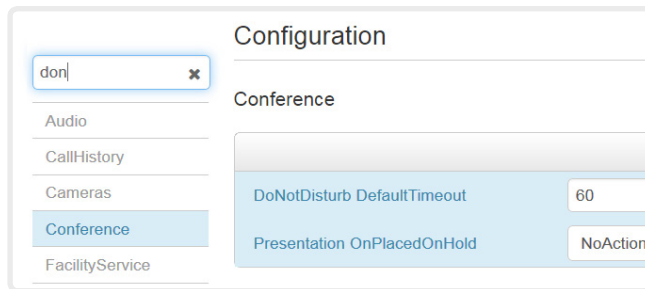 Configuration
don
Conference
Audio
CallHistory
Cameras
Conference
FacilityService
DoNotDisturb DefaultTimeout 60
Presentation OnPlacedOnHold NoAction